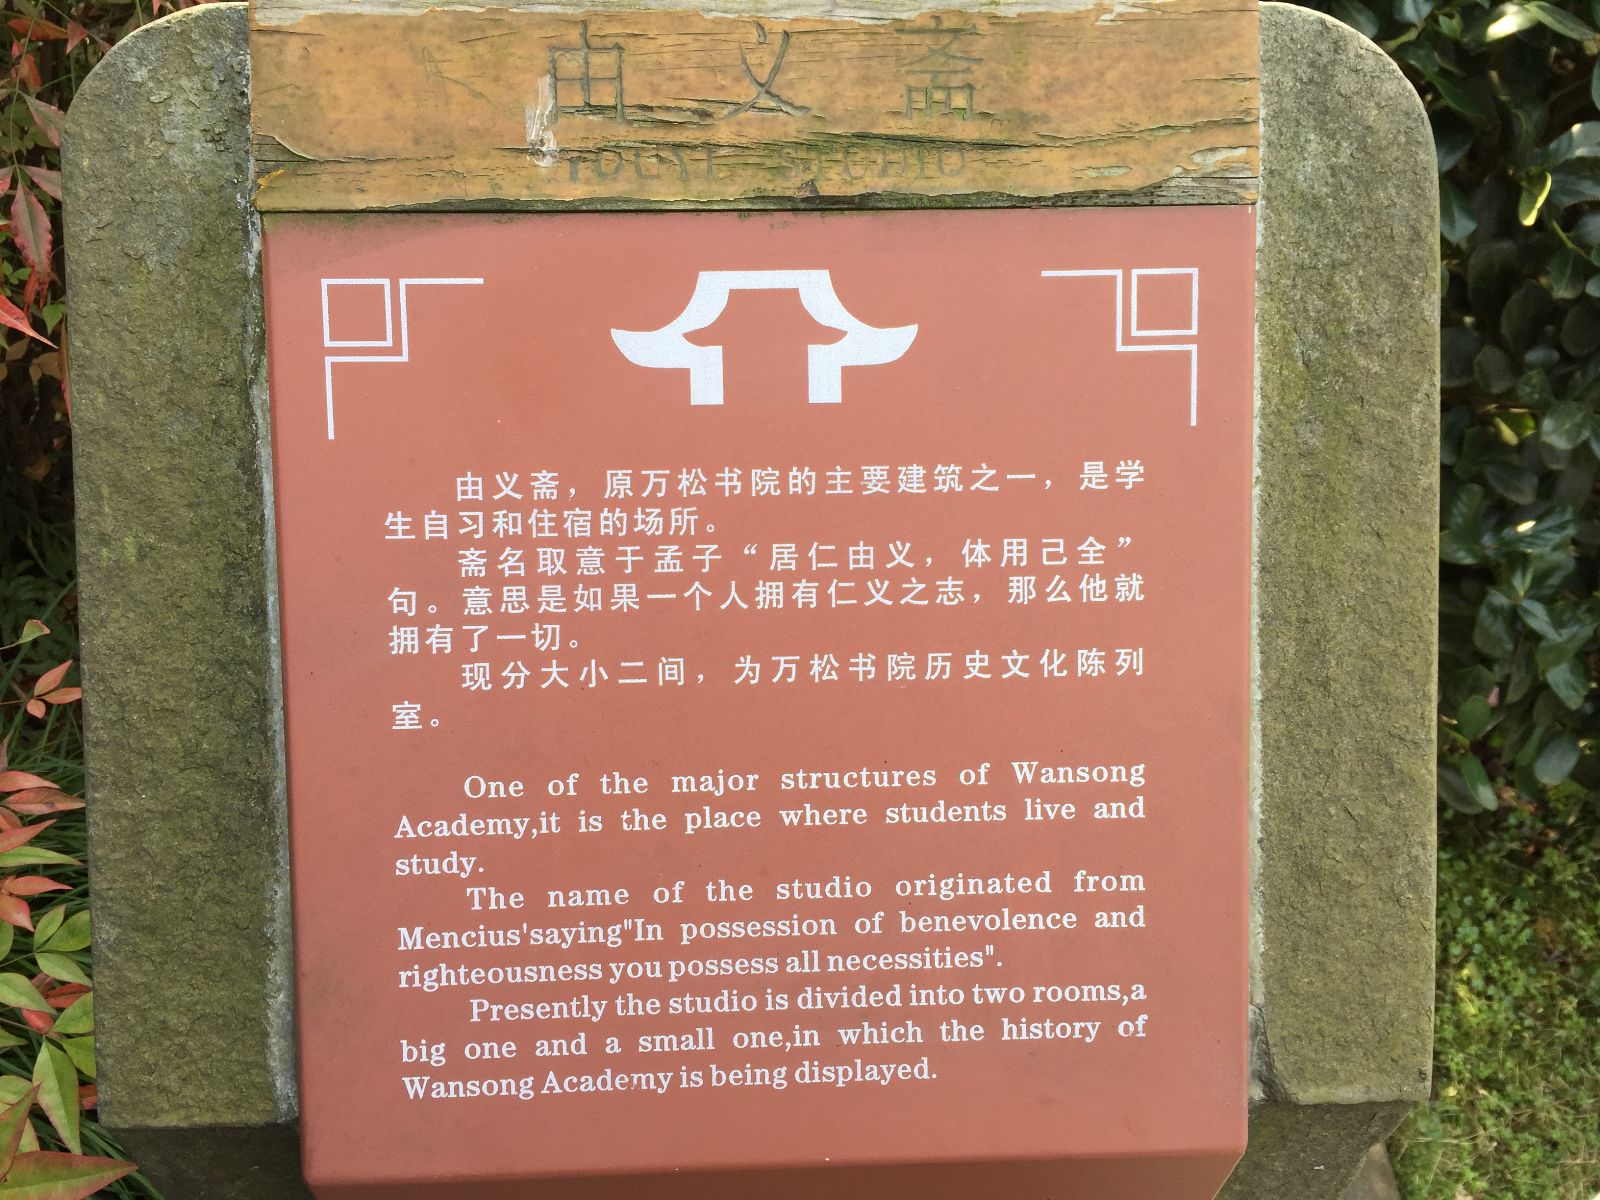 由义斋
YOUYI STUDIO
由义斋，原万松书院的主要建筑之一，是学
生自习和住宿的场所。
斋名取意于孟子“居仁由义，体用己全”
句。意思是如果一个人拥有仁义之志，那么他就
拥有了一切。
现分大小二间，为万松书院历史文化陈列
室。
One of the major structures of Wansong
Academy,it is the place where students live and
study.
The name of the studio originated from
Mencius'saying"In possession of benevolence and
righteousness you possess all necessities".
Presently the studio is divided into two rooms,a
big one and a small one,in which the history of
Wansong Academy is being displayed.